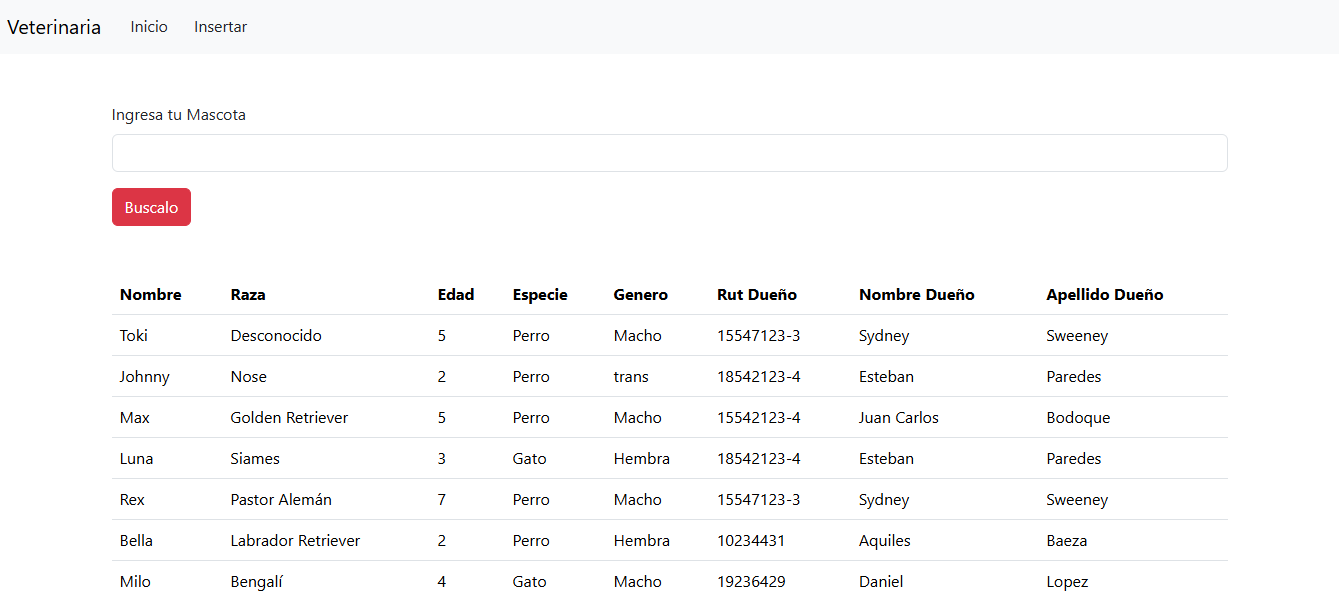 Veterinaria Inicio Insertar
Ingresa tu Mascota
Buscalo
Nombre Raza Edad Especie Genero Rut Dueño Nombre Dueño Apellido Dueño
Toki Desconocido 5 Perro Macho 15547123-3 Sydney Sweeney
Johnny Nose 2 Perro trans 18542123-4 Esteban Paredes
Max Golden Retriever 5 Perro Macho 15542123-4 Juan Carlos Bodoque
Luna Siames 3 Gato Hembra 18542123-4 Esteban Paredes
Rex Pastor Alemán 7 Perro Macho 15547123-3 Sydney Sweeney
Bella Labrador Retriever 2 Perro Hembra 10234431 Aquiles Baeza
Milo Bengalí 4 Gato Macho 19236429 Daniel Lopez